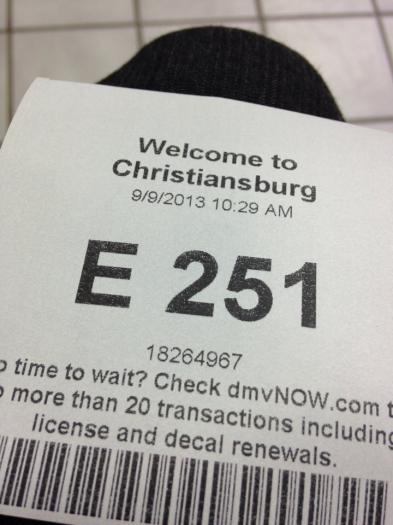 Welcome to
Christiansburg
9/9/2013 10:29 AM
E 251
18264967
time to wait? Check dmvNOW.com
more than 20 transactions including
license and decal renewals.